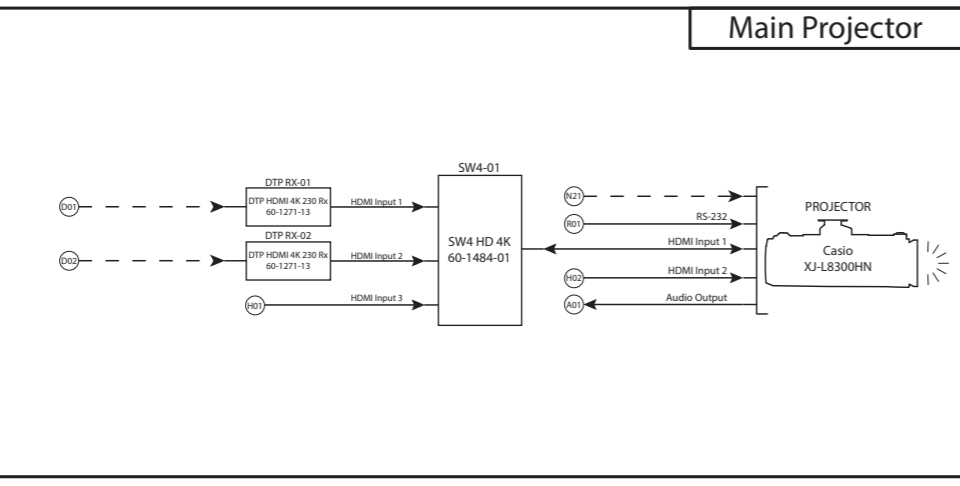 Main Projector
SW4-01
DTP RX-01
DTP HDMI 4K 230 Rx
60-1271-13
D01
HDMI Input 1
DTP RX-02
DTP HDMI 4K 230 Rx
60-1271-13
D02
HDMI Input 2
H01
HDMI Input 3
SW4 HD 4K
60-1484-01
N21
R01
RS-232
HDMI Input 1
H02
HDMI Input 2
A01
Audio Output
PROJECTOR
Casio
XJ-L8300HN